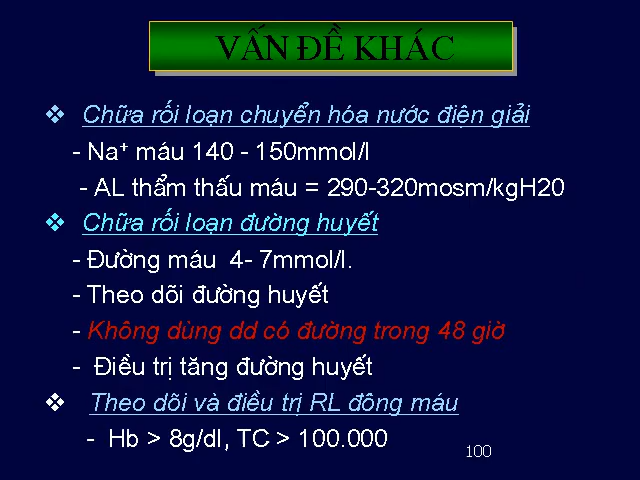 VẤN ĐỀ KHÁC
❖ Chữa rối loạn chuyển hóa nước điện giải
- Na⁺ máu 140 - 150mmol/l
- AL thẩm thấu máu = 290-320mosm/kgH20
❖ Chữa rối loạn đường huyết
- Đường máu 4- 7mmol/l.
- Theo dõi đường huyết
- Không dùng dd có đường trong 48 giờ
- Điều trị tăng đường huyết
❖ Theo dõi và điều trị RL đông máu
- Hb > 8g/dl, TC > 100.000
100